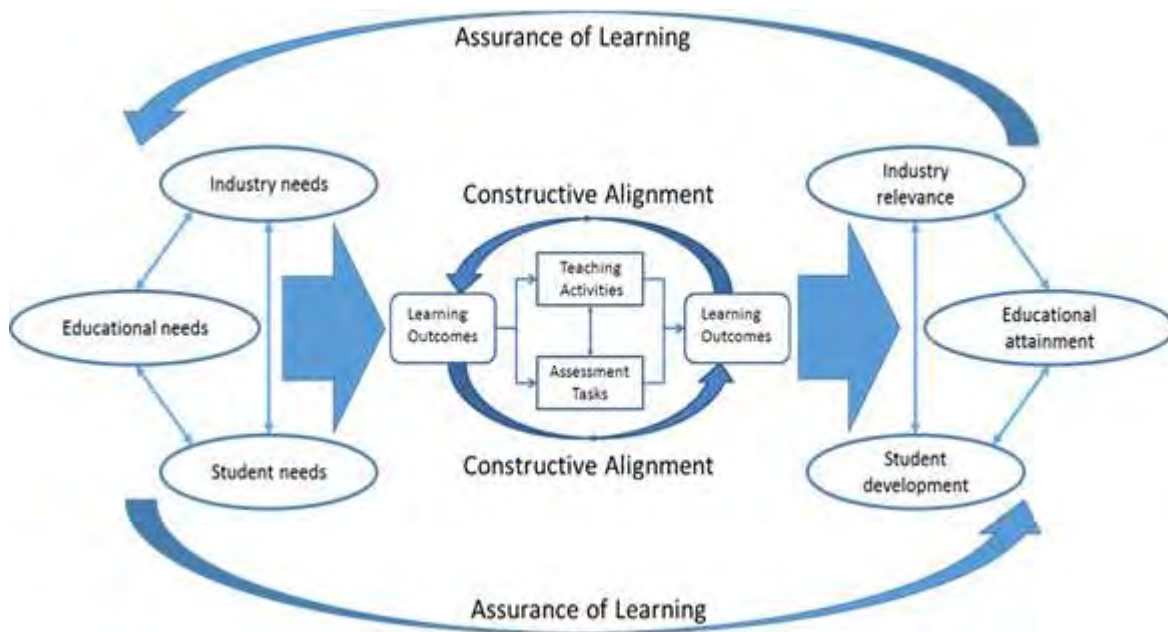 Assurance of Learning
Industry needs
Educational needs
Student needs
Constructive Alignment
Learning
Outcomes
Teaching
Activities
Assessment
Tasks
Learning
Outcomes
Constructive Alignment
Industry
relevance
Educational
attainment
Student
development
Assurance of Learning